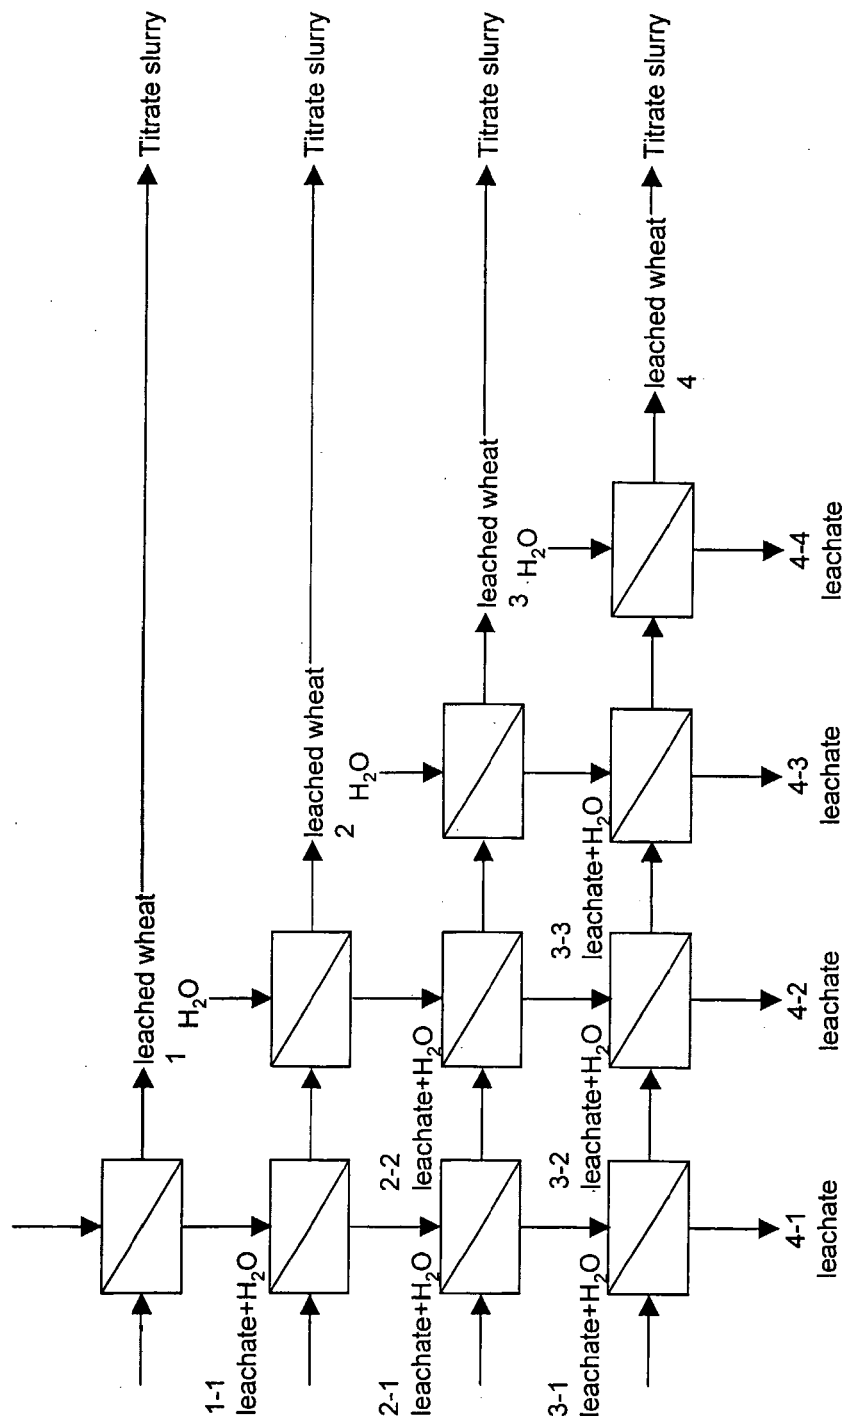 leached wheat
Titrate slurry
1
H₂O
1-1
leachate+H₂O
leached wheat
Titrate slurry
2
H₂O
2-1
leachate+H₂O
2-2
leachate+H₂O
leached wheat
Titrate slurry
3
H₂O
3-1
leachate+H₂O
3-2
leachate+H₂O
3-3
leachate+H₂O
leached wheat
Titrate slurry
4
4-1
leachate
4-2
leachate
4-3
leachate
4-4
leachate